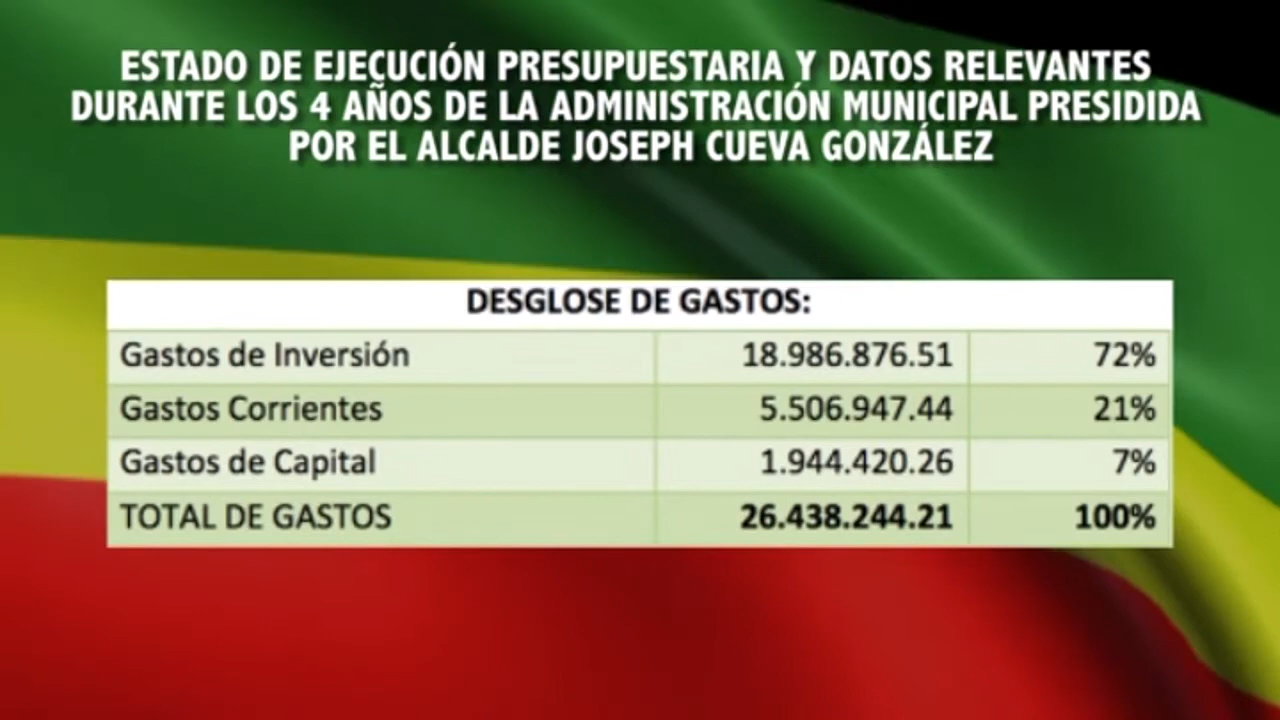 ESTADO DE EJECUCIÓN PRESUPUESTARIA Y DATOS RELEVANTES
DURANTE LOS 4 AÑOS DE LA ADMINISTRACIÓN MUNICIPAL PRESIDIDA
POR EL ALCALDE JOSEPH CUEVA GONZÁLEZ
DESGLOSE DE GASTOS:
Gastos de Inversión 18.986.876.51 72%
Gastos Corrientes 5.506.947.44 21%
Gastos de Capital 1.944.420.26 7%
TOTAL DE GASTOS 26.438.244.21 100%